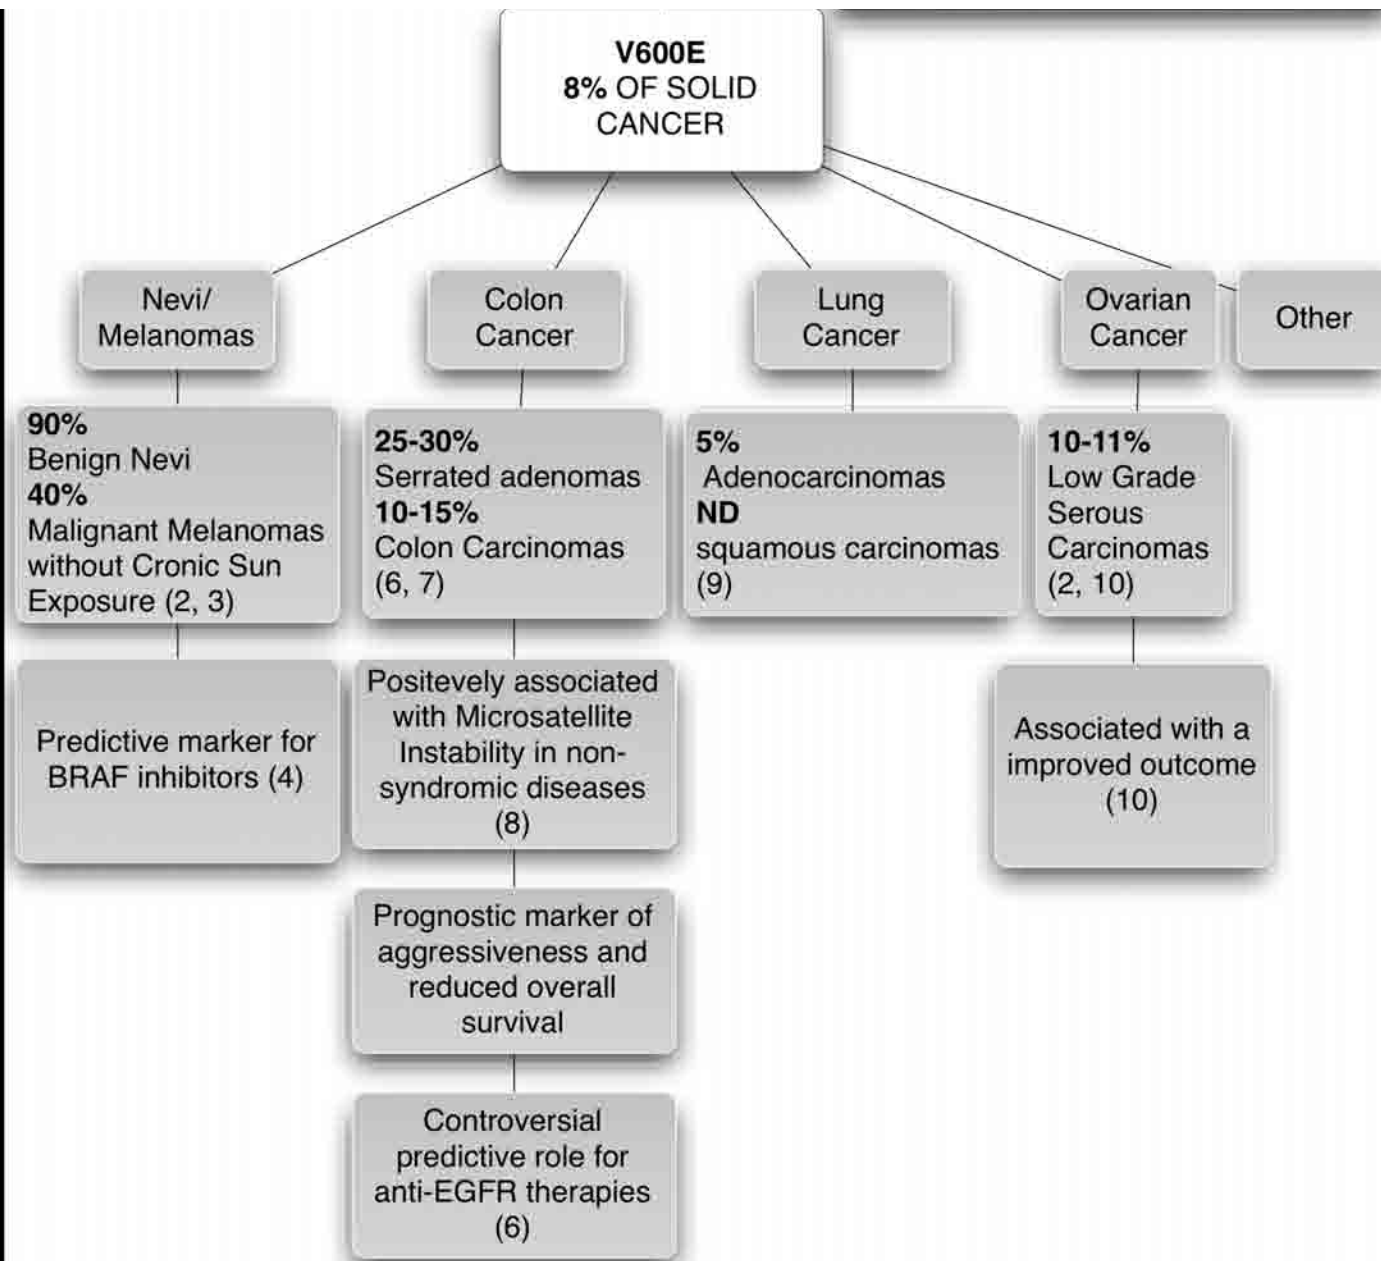 V600E
8% OF SOLID
CANCER
Nevi/
Melanomas
Colon
Cancer
Lung
Cancer
Ovarian
Cancer
Other
90%
Benign Nevi
40%
Malignant Melanomas
without Cronic Sun
Exposure (2, 3)
25-30%
Serrated adenomas
10-15%
Colon Carcinomas
(6, 7)
5%
Adenocarcinomas
ND
squamous carcinomas
(9)
10-11%
Low Grade
Serous
Carcinomas
(2, 10)
Predictive marker for
BRAF inhibitors (4)
Positevely associated
with Microsatellite
Instability in non-
syndromic diseases
(8)
Associated with a
improved outcome
(10)
Prognostic marker of
aggressiveness and
reduced overall
survival
Controversial
predictive role for
anti-EGFR therapies
(6)